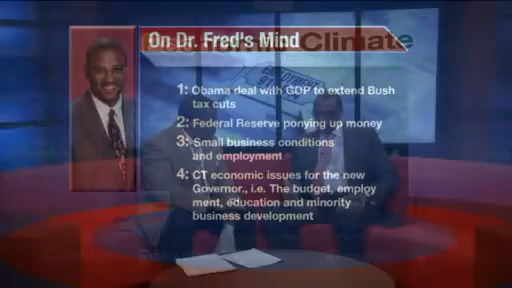 On Dr. Fred's Mind
Climate
1: Obama deal with GOP to extend Bush
tax cuts
2: Federal Reserve ponying up money
3: Small business conditions
and employment
4: CT economic issues for the new
Governor., i.e. The budget, employ
ment, education and minority
business development